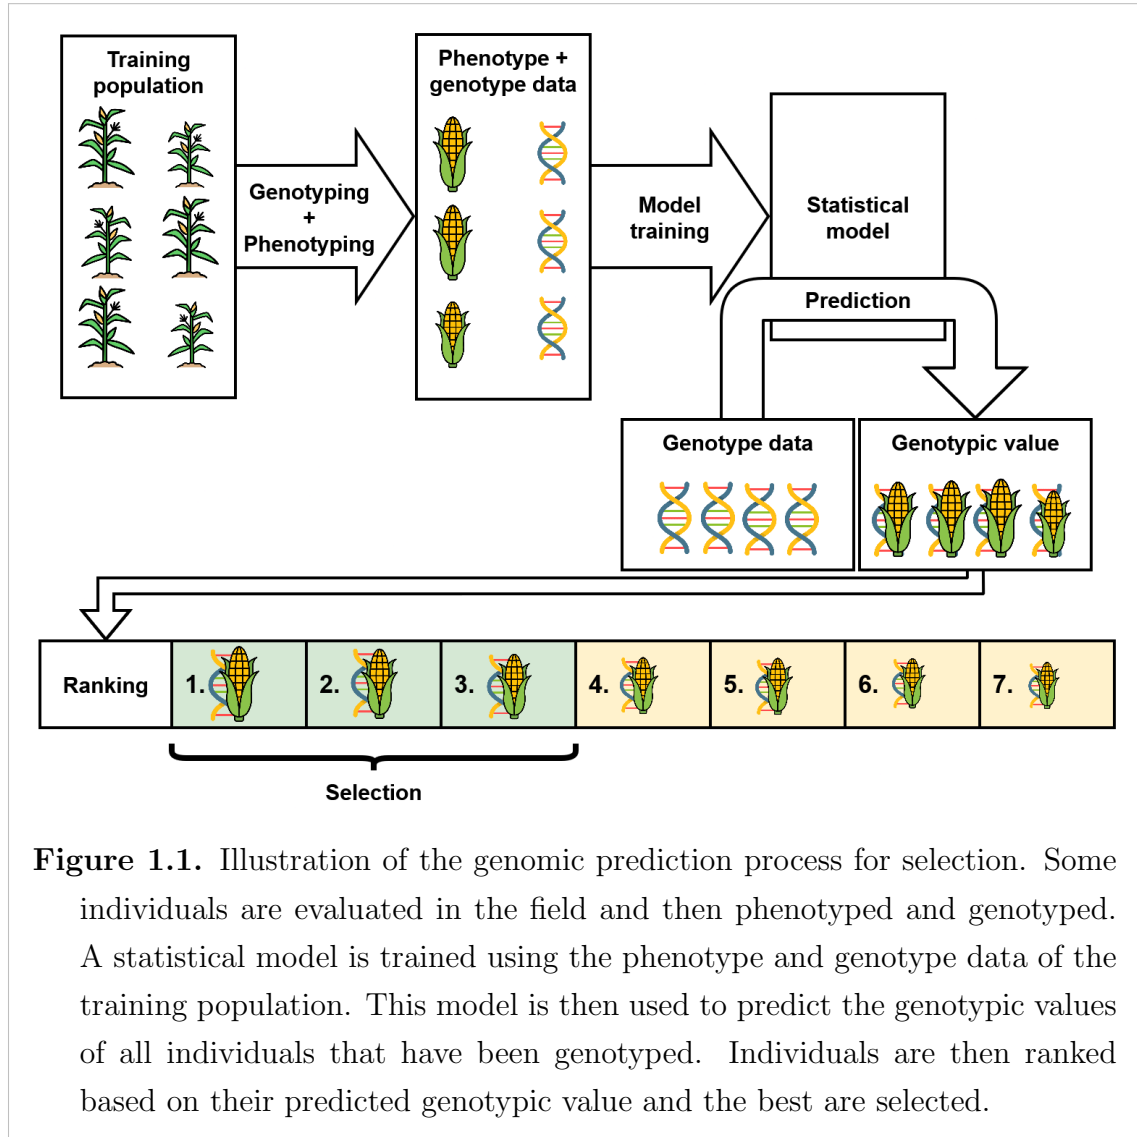 Training
population
Genotyping
+
Phenotyping
Phenotype +
genotype data
Model
training
Statistical
model
Prediction
Genotype data
Genotypic value
Ranking
1.
2.
3.
4.
5.
6.
7.
Selection
Figure 1.1. Illustration of the genomic prediction process for selection. Some
individuals are evaluated in the field and then phenotyped and genotyped.
A statistical model is trained using the phenotype and genotype data of the
training population. This model is then used to predict the genotypic values
of all individuals that have been genotyped. Individuals are then ranked
based on their predicted genotypic value and the best are selected.